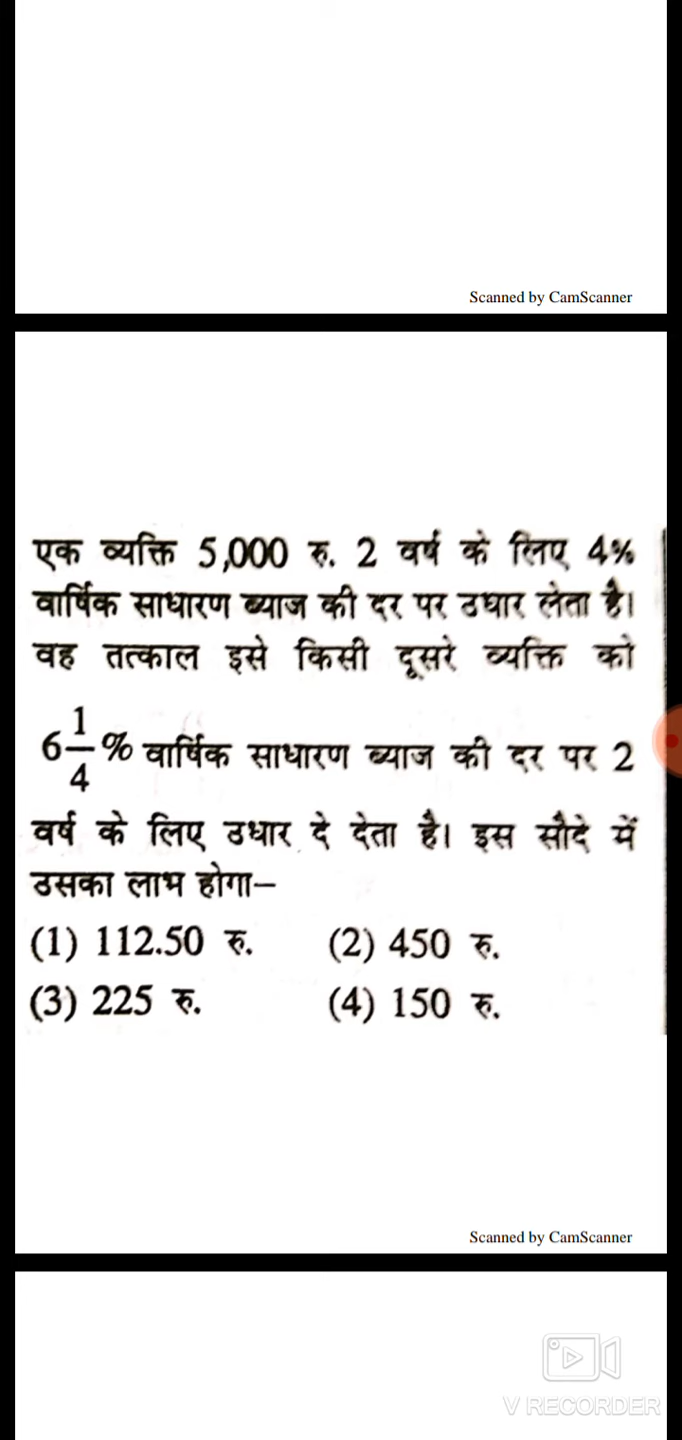 Scanned by CamScanner
एक व्यक्ति 5,000 रु. 2 वर्ष के लिए 4%
वार्षिक साधारण ब्याज की दर पर उधार लेता है।
वह तत्काल इसे किसी दूसरे व्यक्ति को
6 1/4 % वार्षिक साधारण ब्याज की दर पर 2
वर्ष के लिए उधार दे देता है। इस सौदे में
उसका लाभ होगा–
(1) 112.50 रु. (2) 450 रु.
(3) 225 रु. (4) 150 रु.
Scanned by CamScanner
V RECORDER